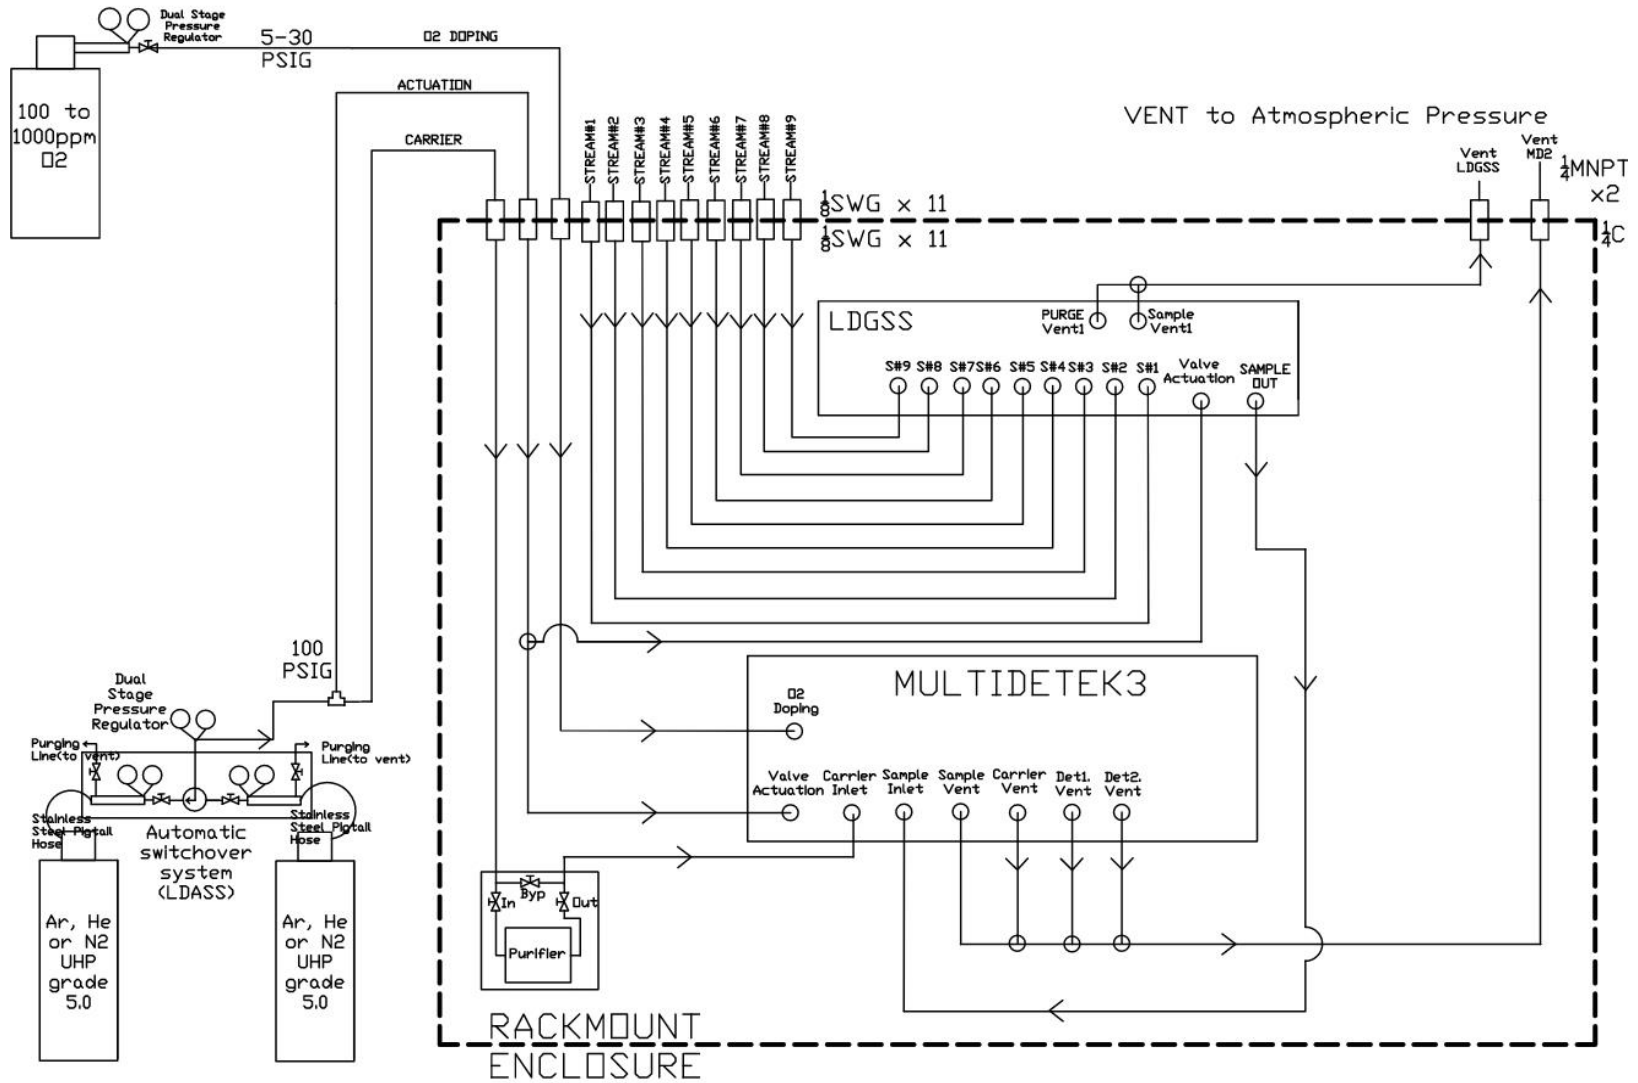 Dual Stage
Pressure
Regulator
5-30
PSIG
O2 DOPING
ACTUATION
CARRIER
100 to
1000ppm
O2
STREAM#1
STREAM#2
STREAM#3
STREAM#4
STREAM#5
STREAM#6
STREAM#7
STREAM#8
STREAM#9
VENT to Atmospheric Pressure
Vent
LDGSS
Vent
MD2
1/4MNPT
x2
1/8SWG x 11
1/8SWG x 11
1/4C
LDGSS
PURGE
Vent1
Sample
Vent1
S#9 S#8 S#7 S#6 S#5 S#4 S#3 S#2 S#1
Valve
Actuation
SAMPLE
OUT
100
PSIG
Dual
Stage
Pressure
Regulator
Purging
Line(to vent)
Purging
Line(to vent)
Stainless
Steel Pigtail
Hose
Stainless
Steel Pigtail
Hose
Automatic
switchover
system
(LDASS)
Ar, He
or N2
UHP
grade
5.0
Ar, He
or N2
UHP
grade
5.0
MULTIDETEK3
O2
Doping
Valve
Actuation
Carrier
Inlet
Sample
Inlet
Sample
Vent
Carrier
Vent
Det1.
Vent
Det2.
Vent
Byp
In
Out
Purifier
RACKMOUNT
ENCLOSURE